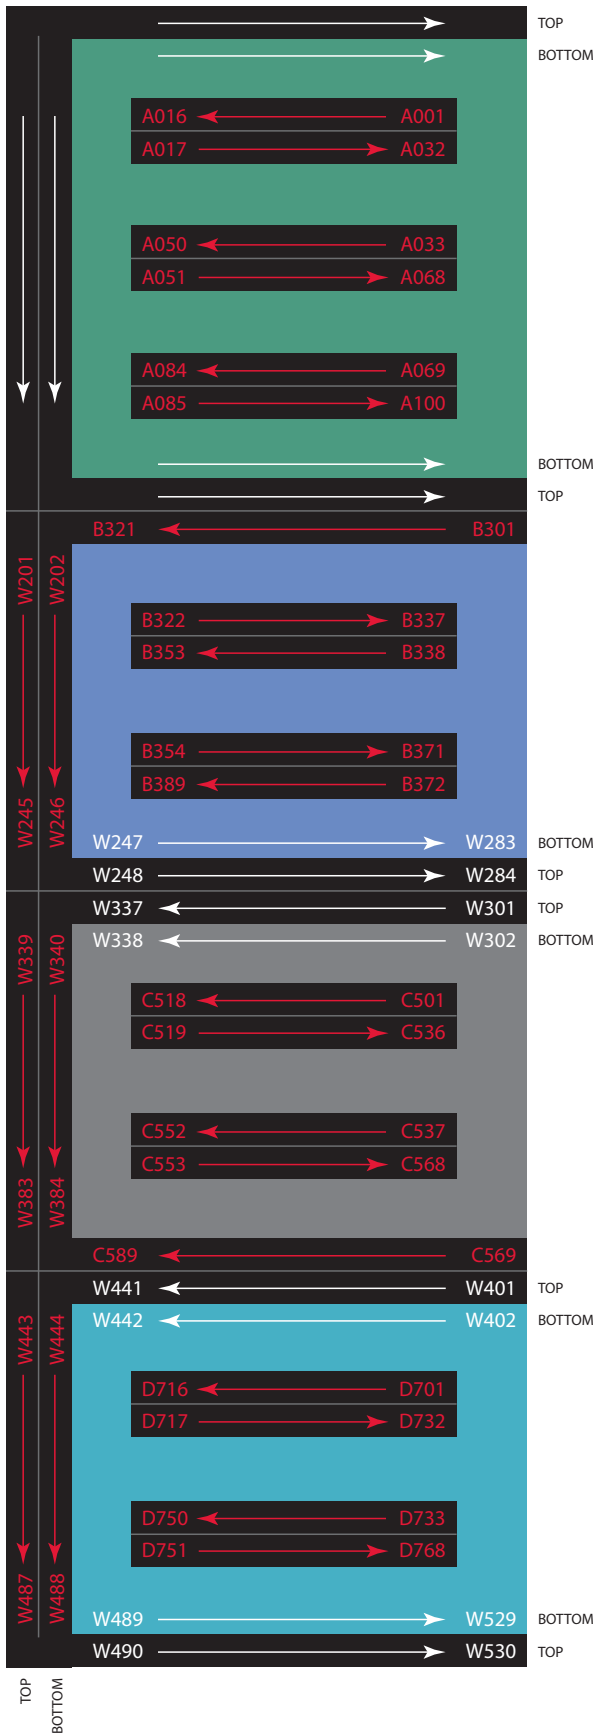 TOP
BOTTOM
A016 A001
A017 A032
A050 A033
A051 A068
A084 A069
A085 A100
BOTTOM
TOP
B321 B301
W201 W202
B322 B337
B353 B338
B354 B371
B389 B372
W245 W246
W247 W283 BOTTOM
W248 W284 TOP
W337 W301 TOP
W338 W302 BOTTOM
W339 W340
C518 C501
C519 C536
C552 C537
C553 C568
W383 W384
C589 C569
W441 W401 TOP
W442 W402 BOTTOM
W443 W444
D716 D701
D717 D732
D750 D733
D751 D768
W487 W488
W489 W529 BOTTOM
W490 W530 TOP
TOP
BOTTOM